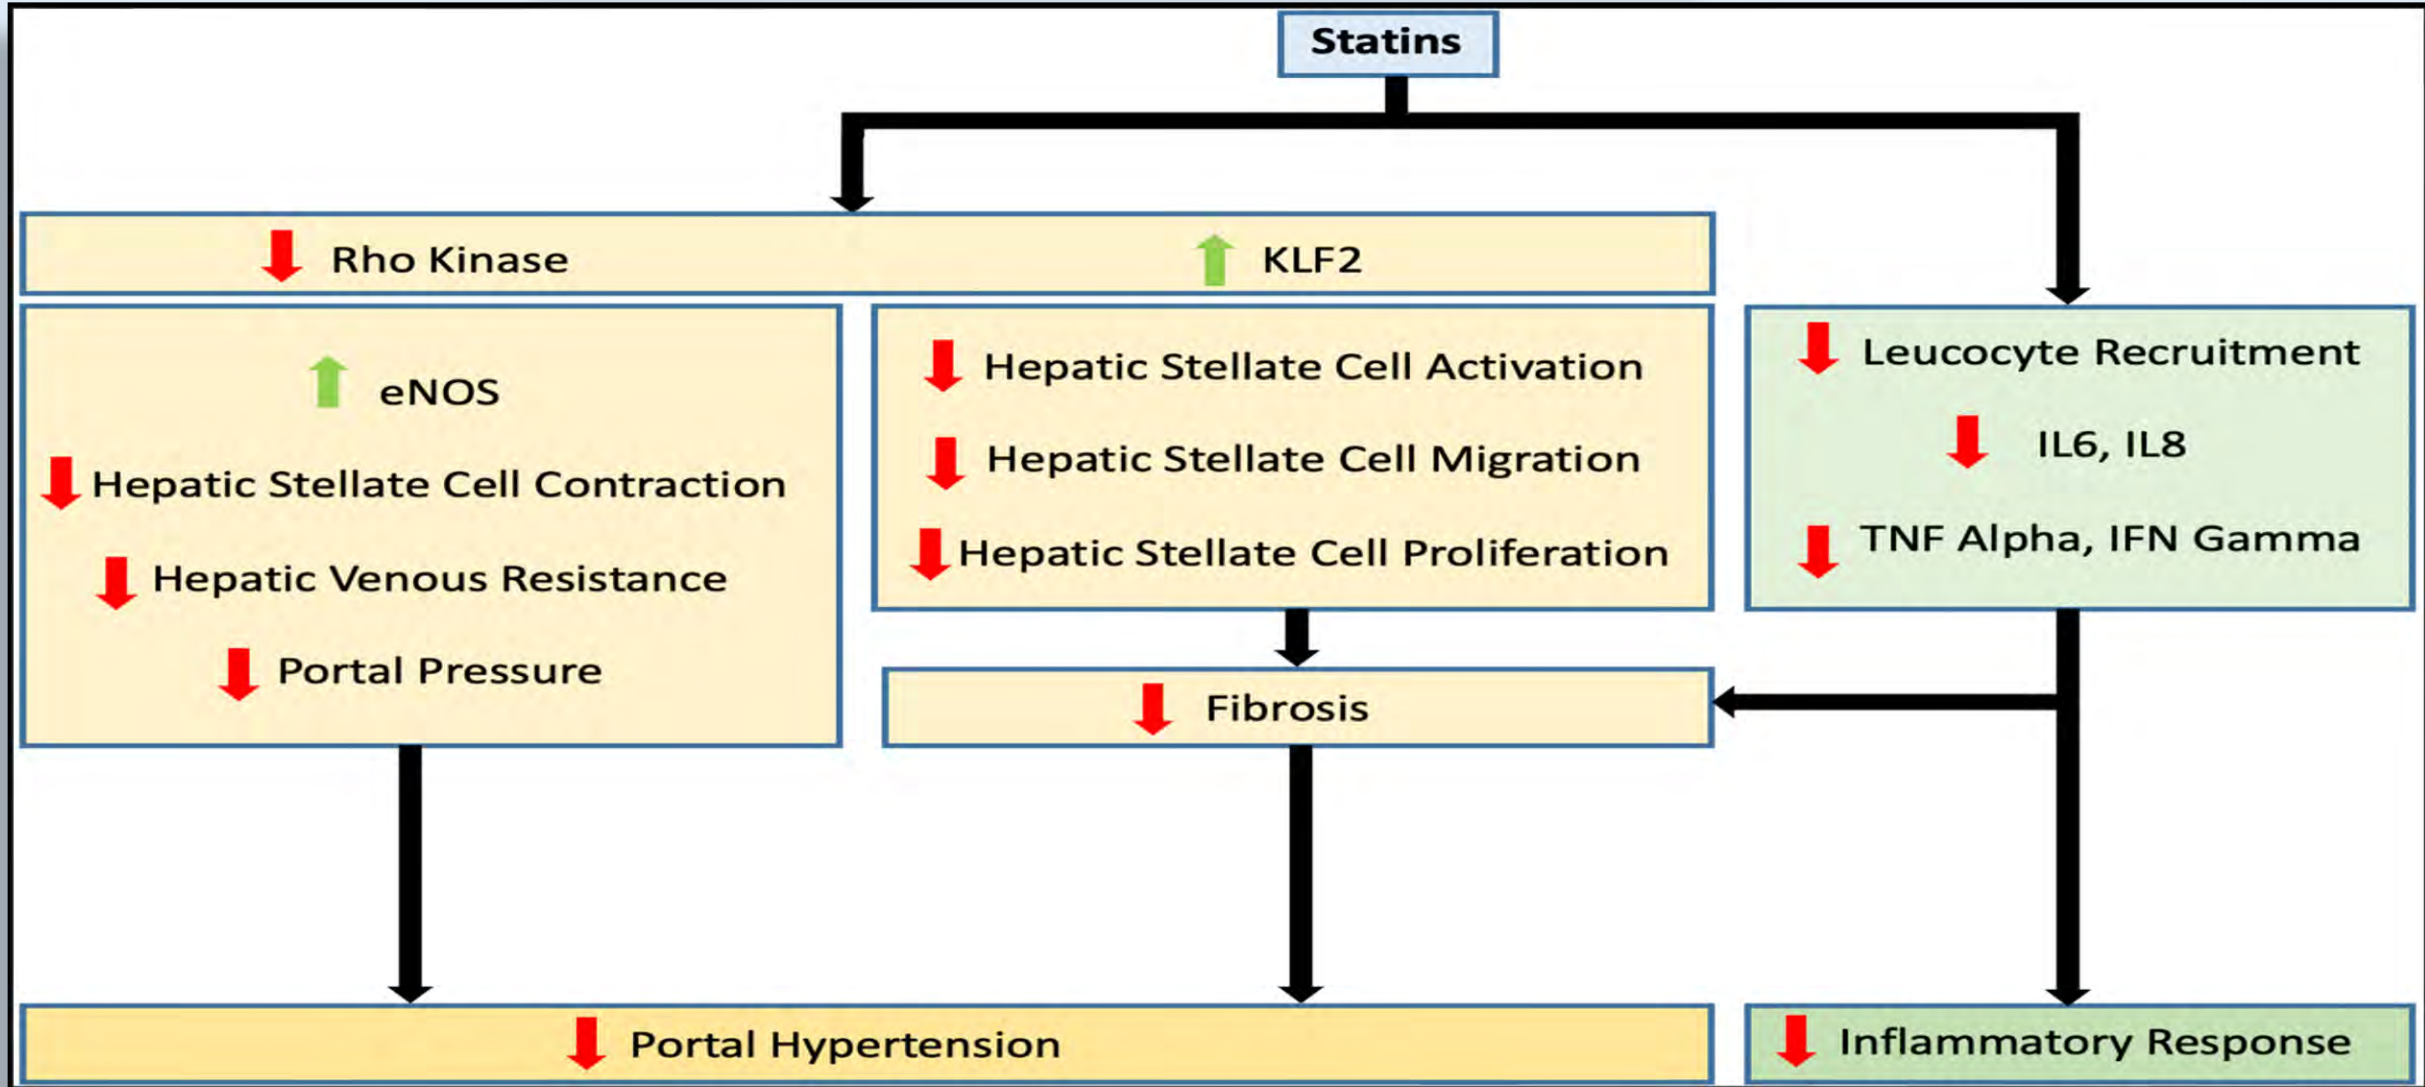 Statins
Rho Kinase
KLF2
eNOS
Hepatic Stellate Cell Contraction
Hepatic Venous Resistance
Portal Pressure
Hepatic Stellate Cell Activation
Hepatic Stellate Cell Migration
Hepatic Stellate Cell Proliferation
Leucocyte Recruitment
IL6, IL8
TNF Alpha, IFN Gamma
Fibrosis
Portal Hypertension
Inflammatory Response